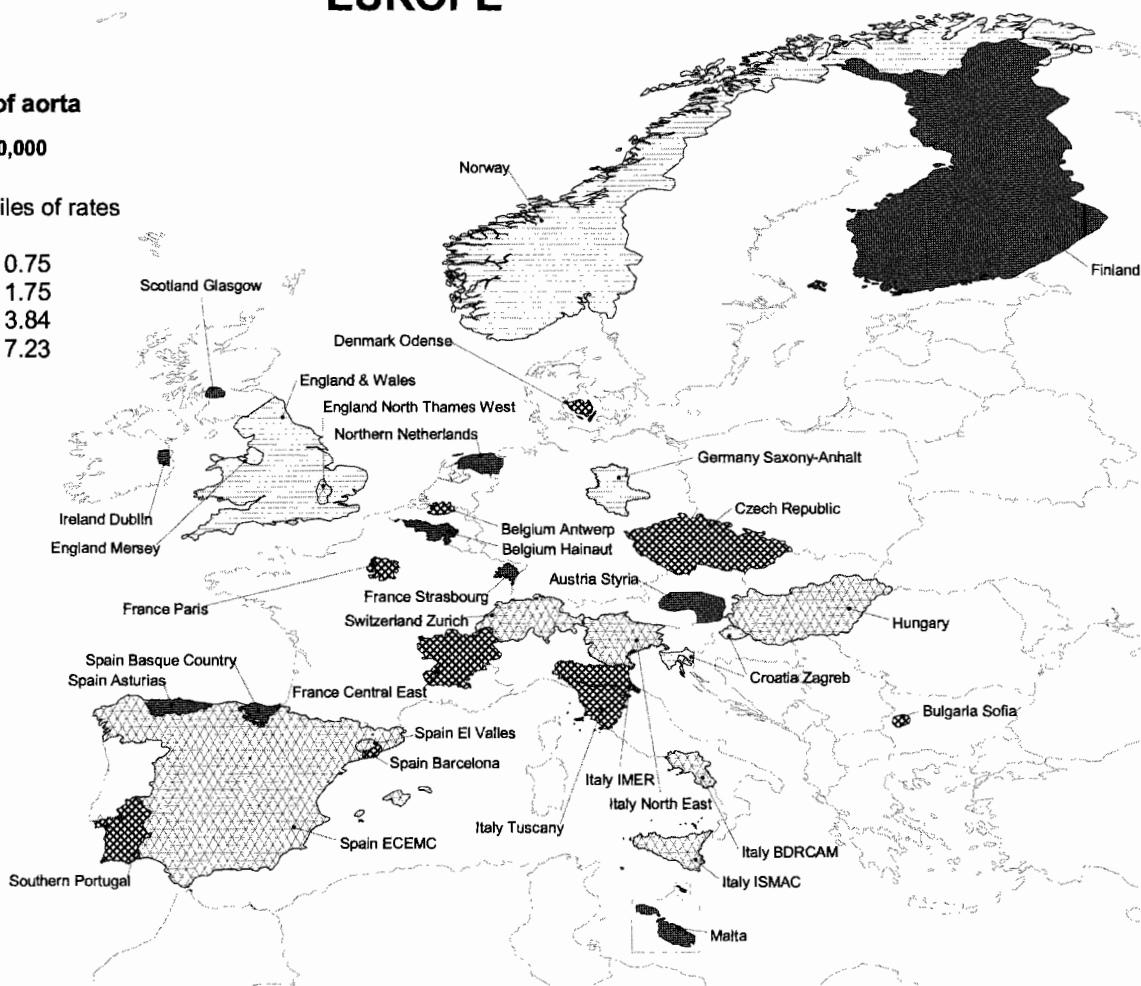 EUROPE
of aorta
0,000
iles of rates
0.75
1.75
3.84
7.23
Norway
Finland
Scotland Glasgow
Denmark Odense
England & Wales
England North Thames West
Northern Netherlands
Germany Saxony-Anhalt
Czech Republic
Ireland Dublin
Belgium Antwerp
England Mersey
Belgium Hainaut
Austria Styria
France Strasbourg
France Paris
Switzerland Zurich
Hungary
Spain Basque Country
Croatia Zagreb
Spain Asturias
France Central East
Bulgaria Sofia
Spain El Valles
Spain Barcelona
Italy IMER
Italy North East
Italy Tuscany
Spain ECEMC
Italy BDRCAM
Southern Portugal
Italy ISMAC
Malta